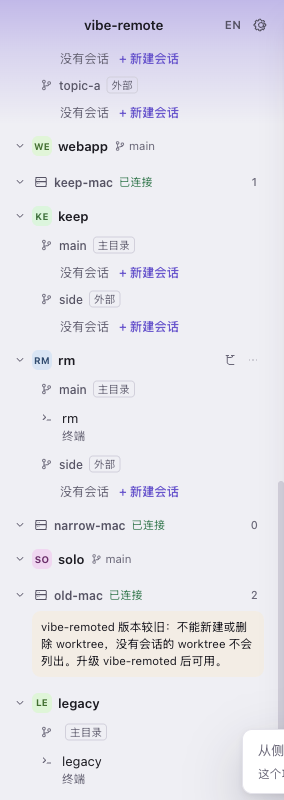 vibe-remote EN
没有会话 + 新建会话
topic-a 外部
没有会话 + 新建会话
WE webapp main
keep-mac 已连接 1
KE keep
main 主目录
没有会话 + 新建会话
side 外部
没有会话 + 新建会话
RM rm ...
main 主目录
rm
终端
side 外部
没有会话 + 新建会话
narrow-mac 已连接 0
SO solo main
old-mac 已连接 2
vibe-remoted 版本较旧：不能新建或删
除 worktree，没有会话的 worktree 不会
列出。升级 vibe-remoted 后可用。
LE legacy
主目录
legacy
终端
从侧
这个